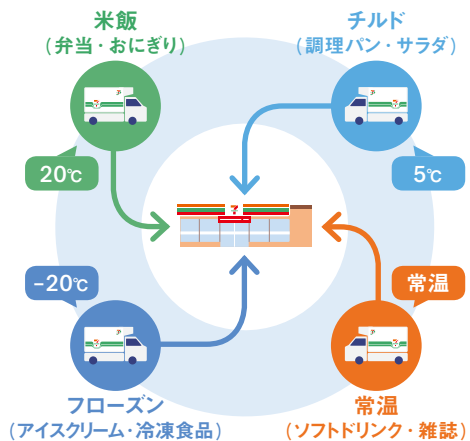 米飯
(弁当・おにぎり)
チルド
(調理パン・サラダ)
20℃
5℃
-20℃
常温
フローズン
(アイスクリーム・冷凍食品)
常温
(ソフトドリンク・雑誌)